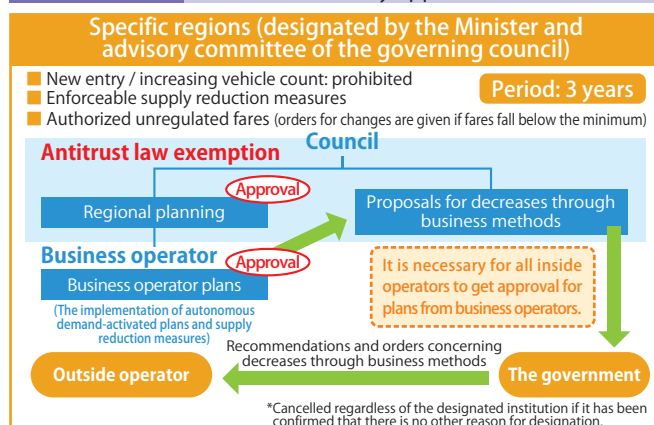 Specific regions (designated by the Minister and
advisory committee of the governing council)
New entry / increasing vehicle count: prohibited
Enforceable supply reduction measures
Period: 3 years
Authorized unregulated fares (orders for changes are given if fares fall below the minimum)
Council
Antitrust law exemption
Approval
Regional planning
Proposals for decreases through
business methods
Business operator
Approval
Business operator plans
(The implementation of autonomous
demand-activated plans and supply
reduction measures)
It is necessary for all inside
operators to get approval for
plans from business operators.
Recommendations and orders concerning
decreases through business methods
Outside operator
The government
*Cancelled regardless of the designated institution if it has been
confirmed that there is no other reason for designation.